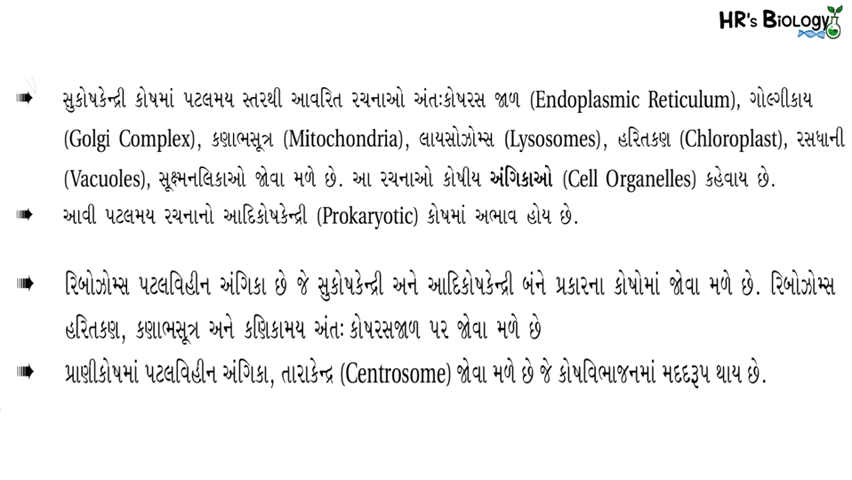 HR's Biology
➠ સુકોષકેન્દ્રી કોષમાં પટલમય સ્તરથી આવરિત રચનાઓ અંતઃકોષરસ જાળ (Endoplasmic Reticulum), ગોલ્ગીકાય
(Golgi Complex), કણાભસૂત્ર (Mitochondria), લાયસોઝોમ્સ (Lysosomes), હરિતકણ (Chloroplast), રસધાની
(Vacuoles), સૂક્ષ્મનલિકાઓ જોવા મળે છે. આ રચનાઓ કોષીય અંગિકાઓ (Cell Organelles) કહેવાય છે.
➠ આવી પટલમય રચનાનો આદિકોષકેન્દ્રી (Prokaryotic) કોષમાં અભાવ હોય છે.
➠ રિબોઝોમ્સ પટલવિહીન અંગિકા છે જે સુકોષકેન્દ્રી અને આદિકોષકેન્દ્રી બંને પ્રકારના કોષોમાં જોવા મળે છે. રિબોઝોમ્સ
હરિતકણ, કણાભસૂત્ર અને કણિકામય અંતઃ કોષરસજાળ પર જોવા મળે છે
➠ પ્રાણીકોષમાં પટલવિહીન અંગિકા, તારાકેન્દ્ર (Centrosome) જોવા મળે છે જે કોષવિભાજનમાં મદદરૂપ થાય છે.